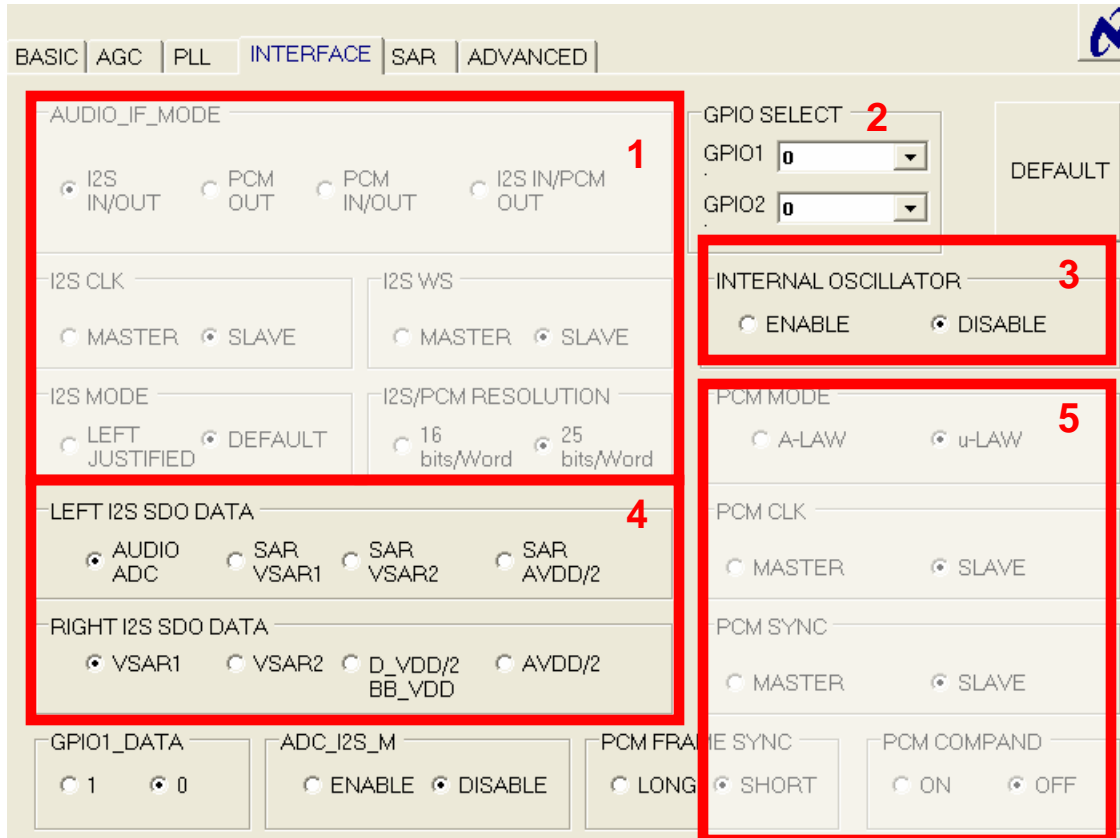 BASIC AGC PLL INTERFACE SAR ADVANCED
AUDIO_IF_MODE
1
I2S IN/OUT
PCM OUT
PCM IN/OUT
I2S IN/PCM OUT
GPIO SELECT
2
GPIO1 0
GPIO2 0
DEFAULT
I2S CLK
MASTER SLAVE
I2S WS
MASTER SLAVE
INTERNAL OSCILLATOR
3
ENABLE DISABLE
I2S MODE
LEFT JUSTIFIED
DEFAULT
I2S/PCM RESOLUTION
16 bits/Word
25 bits/Word
PCM MODE
5
A-LAW u-LAW
LEFT I2S SDO DATA
4
AUDIO ADC
SAR VSAR1
SAR VSAR2
SAR AVDD/2
PCM CLK
MASTER SLAVE
RIGHT I2S SDO DATA
VSAR1
VSAR2
D_VDD/2 BB_VDD
AVDD/2
PCM SYNC
MASTER SLAVE
GPIO1_DATA
1 0
ADC_I2S_M
ENABLE DISABLE
PCM FRAME SYNC
LONG SHORT
PCM COMPAND
ON OFF